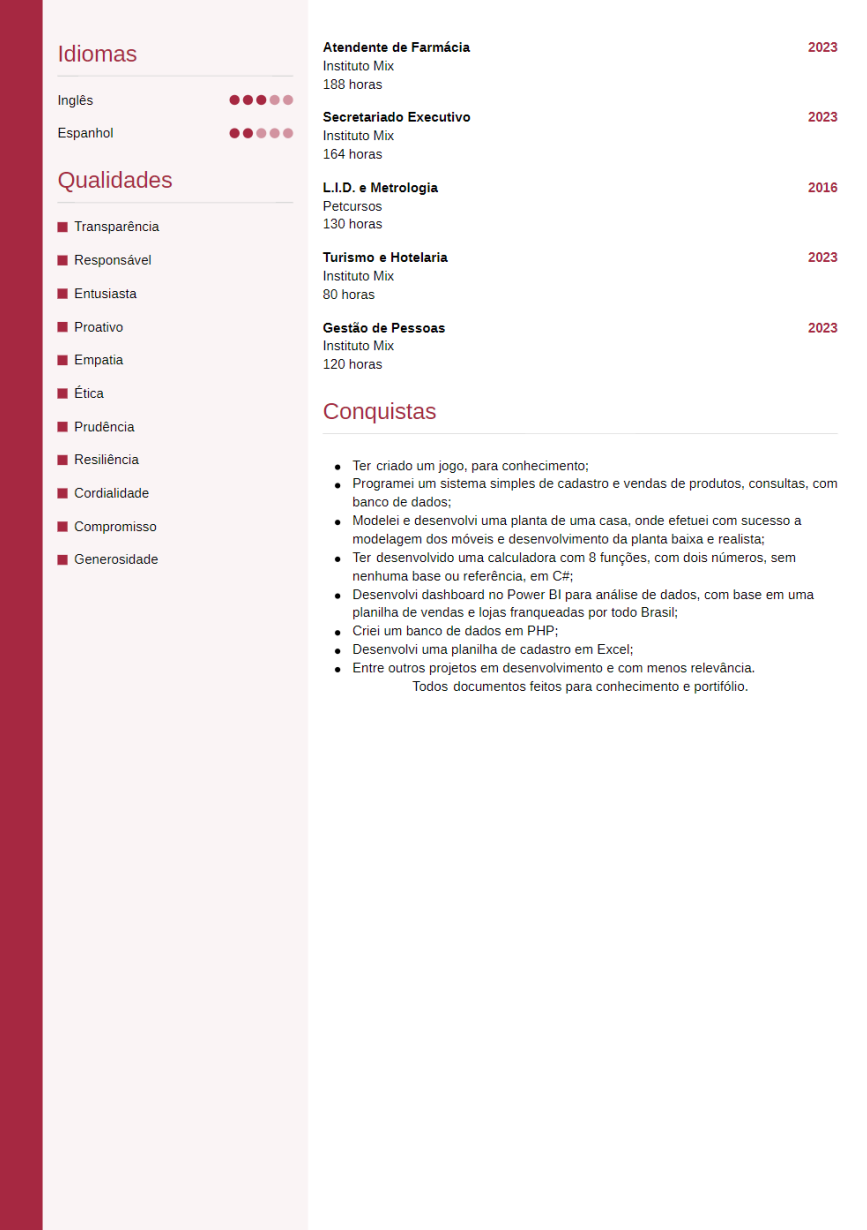 Idiomas
Inglês
Espanhol
Qualidades
Transparência
Responsável
Entusiasta
Proativo
Empatia
Ética
Prudência
Resiliência
Cordialidade
Compromisso
Generosidade
Atendente de Farmácia 2023
Instituto Mix
188 horas
Secretariado Executivo 2023
Instituto Mix
164 horas
L.I.D. e Metrologia 2016
Petcursos
130 horas
Turismo e Hotelaria 2023
Instituto Mix
80 horas
Gestão de Pessoas 2023
Instituto Mix
120 horas
Conquistas
● Ter criado um jogo, para conhecimento;
● Programei um sistema simples de cadastro e vendas de produtos, consultas, com
banco de dados;
● Modelei e desenvolvi uma planta de uma casa, onde efetuei com sucesso a
modelagem dos móveis e desenvolvimento da planta baixa e realista;
● Ter desenvolvido uma calculadora com 8 funções, com dois números, sem
nenhuma base ou referência, em C#;
● Desenvolvi dashboard no Power BI para análise de dados, com base em uma
planilha de vendas e lojas franqueadas por todo Brasil;
● Criei um banco de dados em PHP;
● Desenvolvi uma planilha de cadastro em Excel;
● Entre outros projetos em desenvolvimento e com menos relevância.
Todos documentos feitos para conhecimento e portifólio.